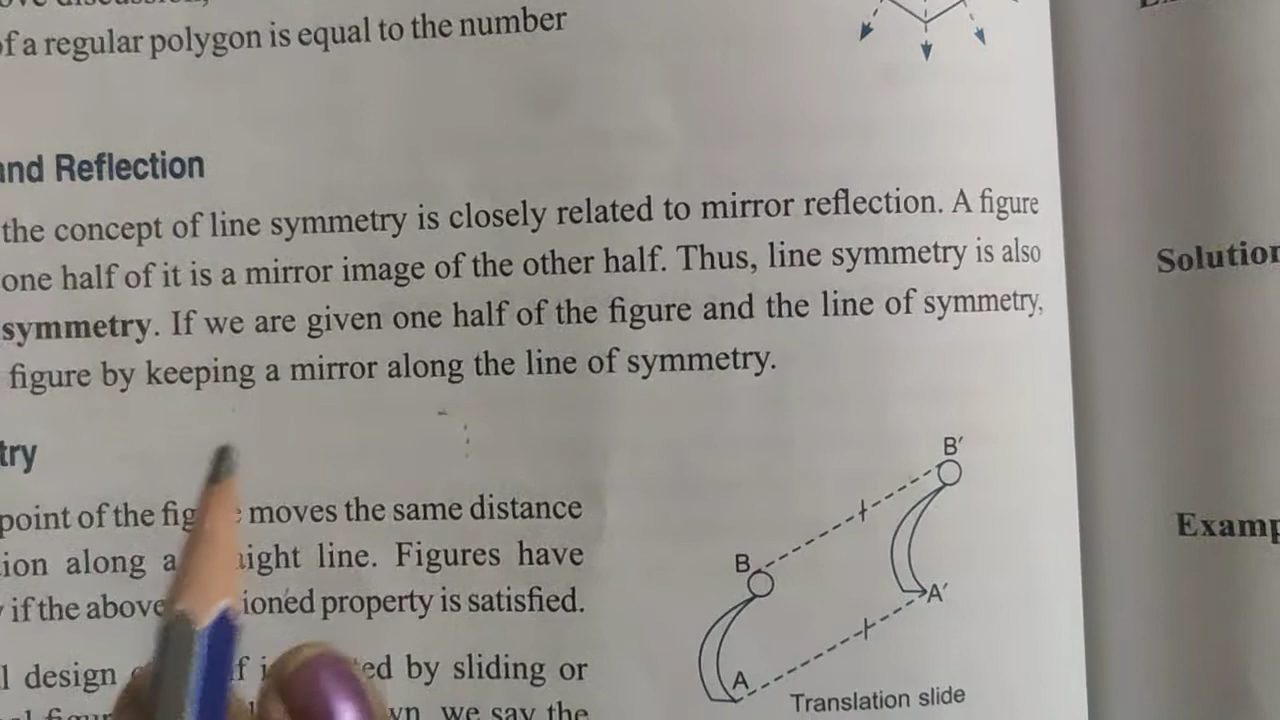 of a regular polygon is equal to the number
and Reflection
the concept of line symmetry is closely related to mirror reflection. A figure
one half of it is a mirror image of the other half. Thus, line symmetry is also
symmetry. If we are given one half of the figure and the line of symmetry,
figure by keeping a mirror along the line of symmetry.
try
point of the fig moves the same distance
ion along a aight line. Figures have
if the above ioned property is satisfied.
l design by sliding or
we say the
B′
B
A′
A
Translation slide
Solution
Examp